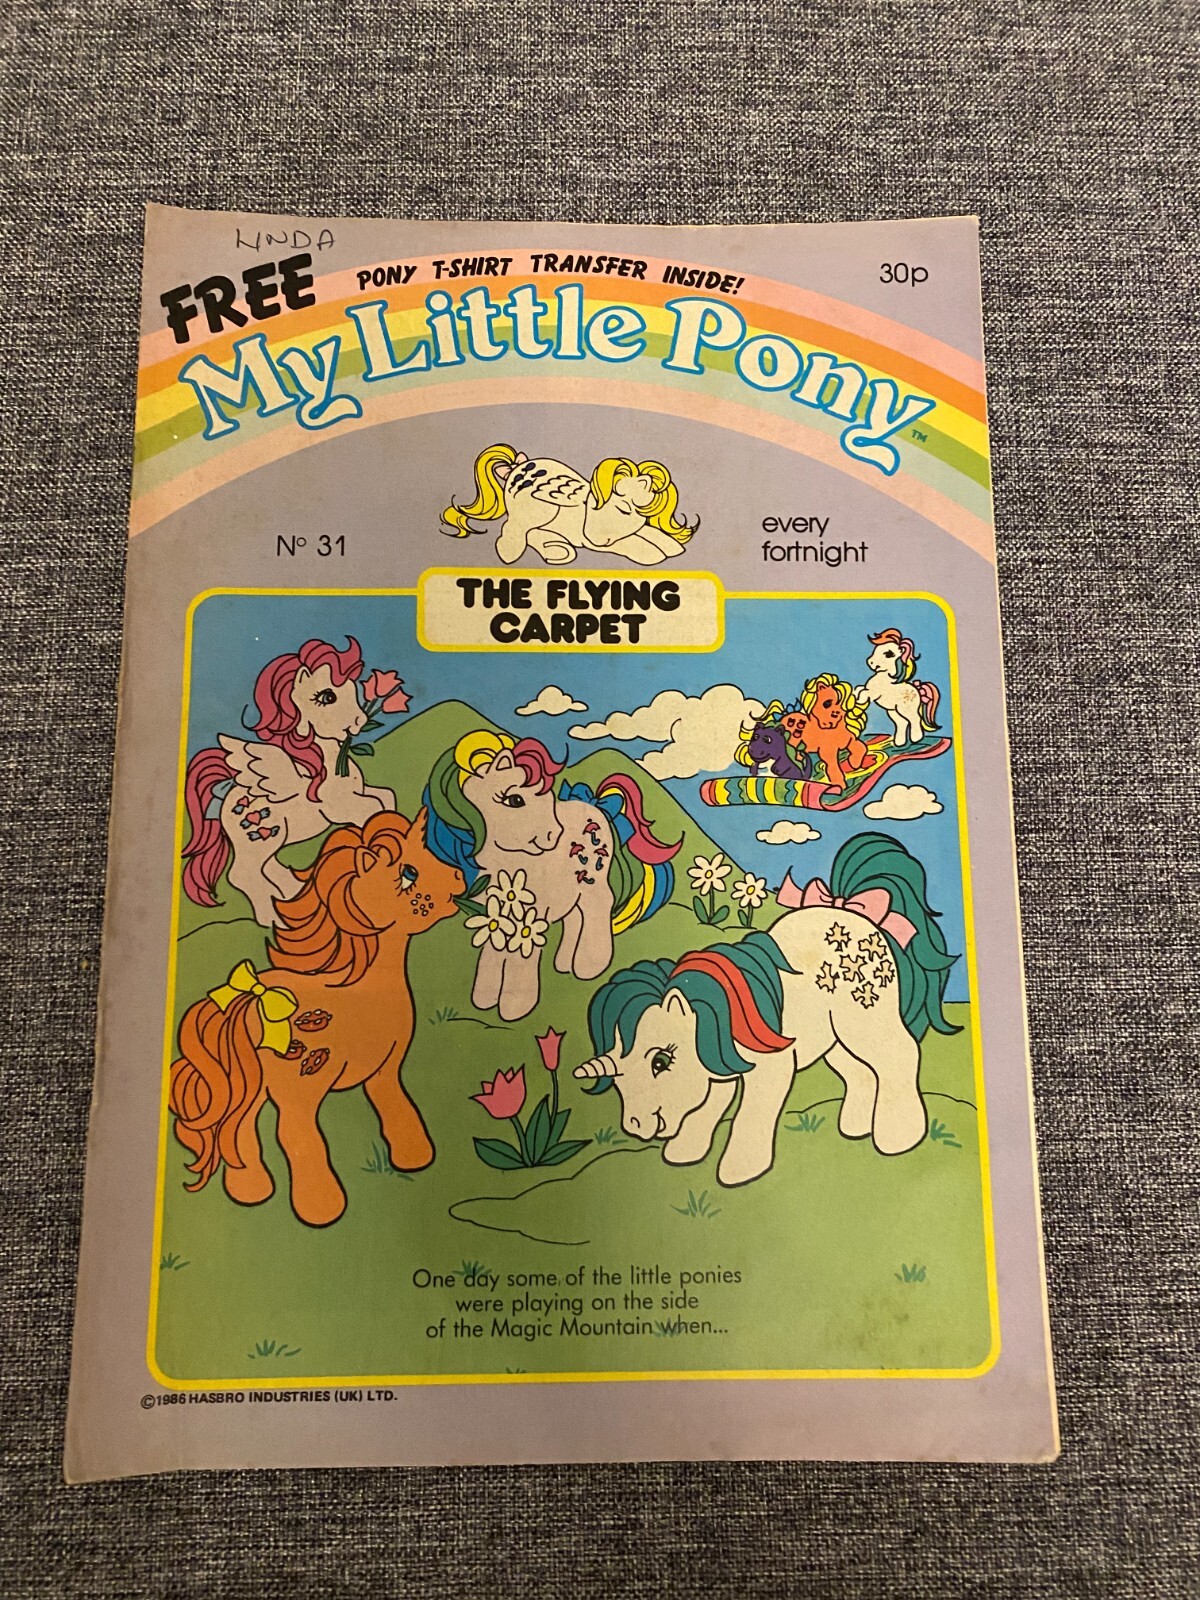 LINDA
FREE
PONY T-SHIRT TRANSFER INSIDE!
30p
My Little Pony™
Nº 31
every
fortnight
THE FLYING
CARPET
One day some of the little ponies
were playing on the side
of the Magic Mountain when...
©1986 HASBRO INDUSTRIES (UK) LTD.